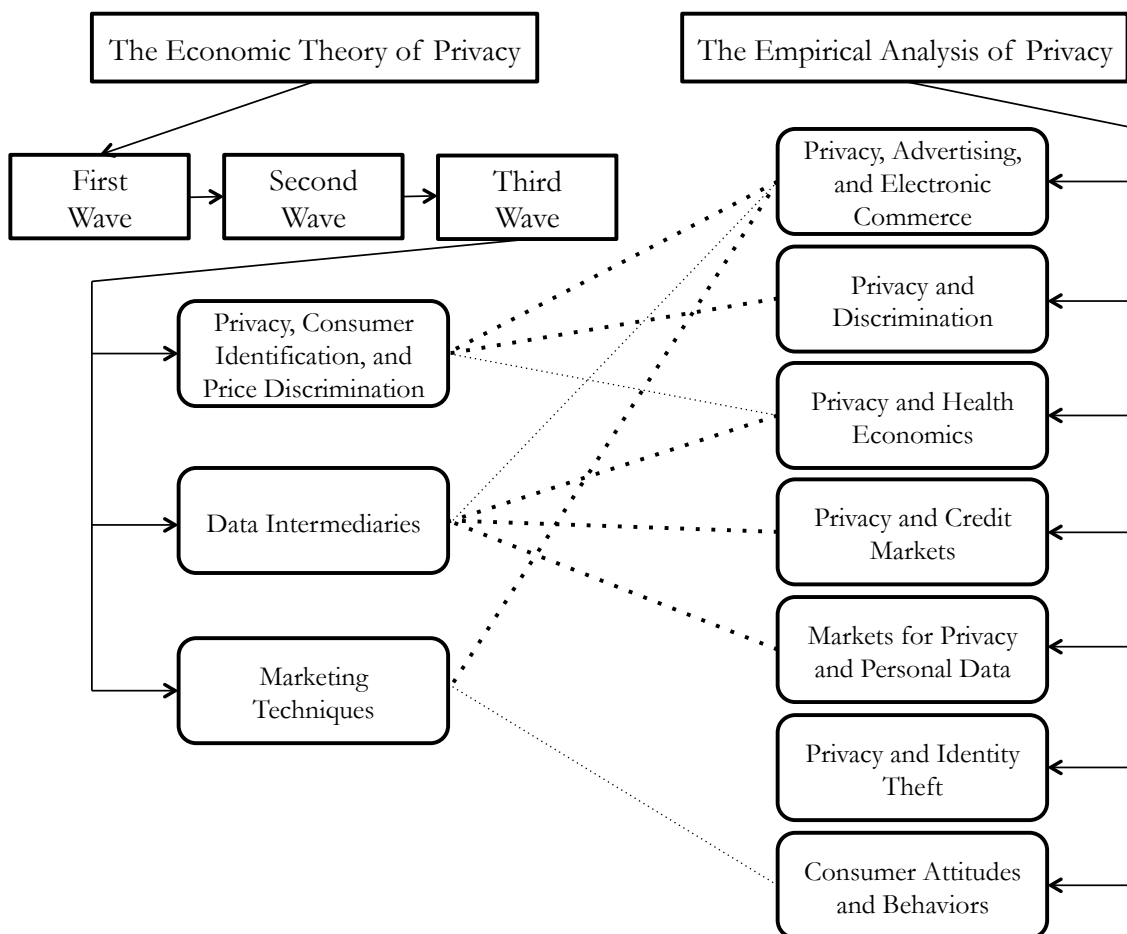 The Economic Theory of Privacy
The Empirical Analysis of Privacy
First
Wave
Second
Wave
Third
Wave
Privacy, Consumer
Identification, and
Price Discrimination
Data Intermediaries
Marketing
Techniques
Privacy, Advertising,
and Electronic
Commerce
Privacy and
Discrimination
Privacy and Health
Economics
Privacy and Credit
Markets
Markets for Privacy
and Personal Data
Privacy and Identity
Theft
Consumer Attitudes
and Behaviors